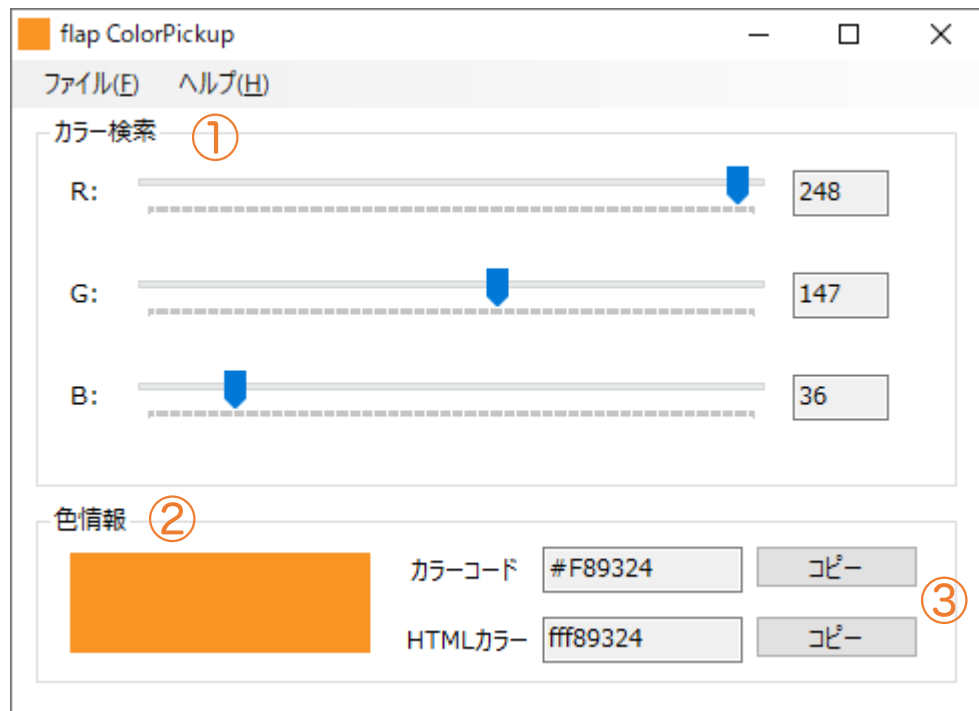 flap ColorPickup
ファイル(F) ヘルプ(H)
カラー検索 ①
R: 248
G: 147
B: 36
色情報 ②
カラーコード #F89324 コピー
③
HTMLカラー fff89324 コピー